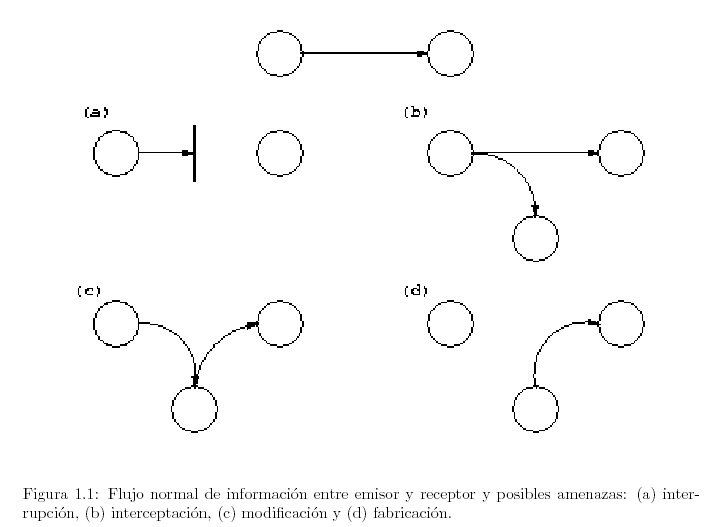 (a)
(b)
(c)
(d)
Figura 1.1: Flujo normal de información entre emisor y receptor y posibles amenazas: (a) inter-
rupción, (b) interceptación, (c) modificación y (d) fabricación.